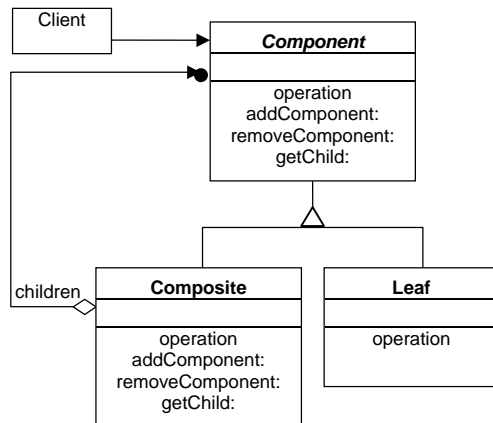 Client
Component
operation
addComponent:
removeComponent:
getChild:
children
Composite
operation
addComponent:
removeComponent:
getChild:
Leaf
operation